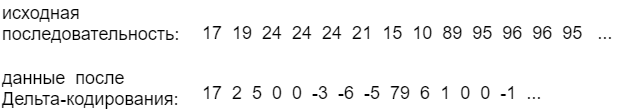 исходная
последовательность: 17 19 24 24 24 21 15 10 89 95 96 96 95 ...
данные после
Дельта-кодирования: 17 2 5 0 0 -3 -6 -5 79 6 1 0 0 -1 ...